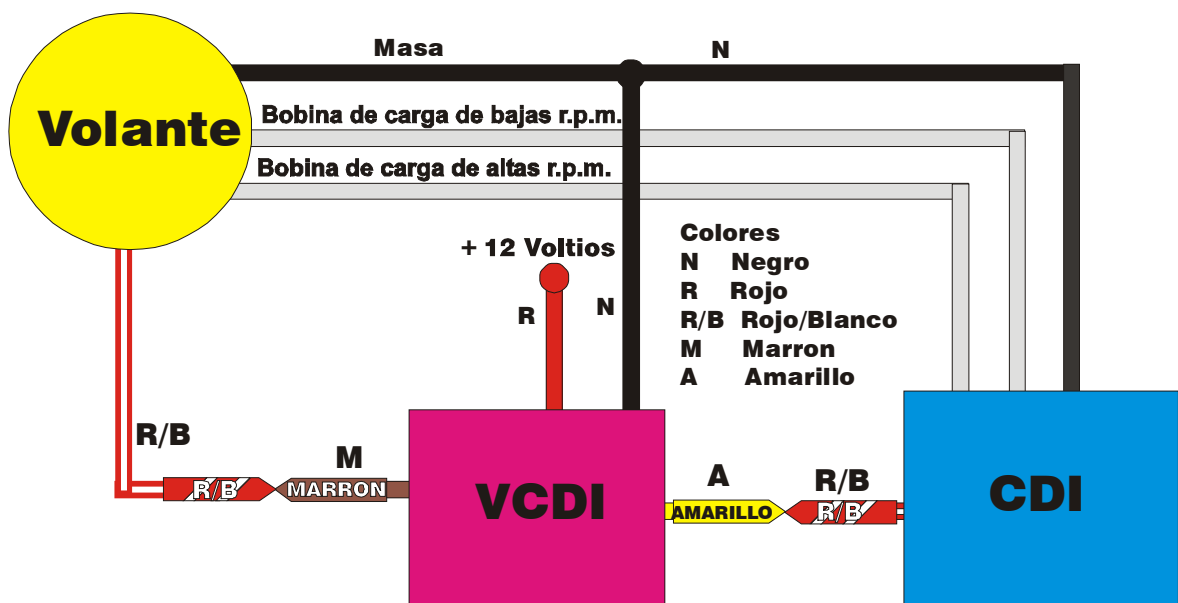 Masa
N
Volante
Bobina de carga de bajas r.p.m.
Bobina de carga de altas r.p.m.
+ 12 Voltios
R
N
Colores
N Negro
R Rojo
R/B Rojo/Blanco
M Marron
A Amarillo
R/B
M
R/B
MARRON
VCDI
A
R/B
AMARILLO
R/B
CDI